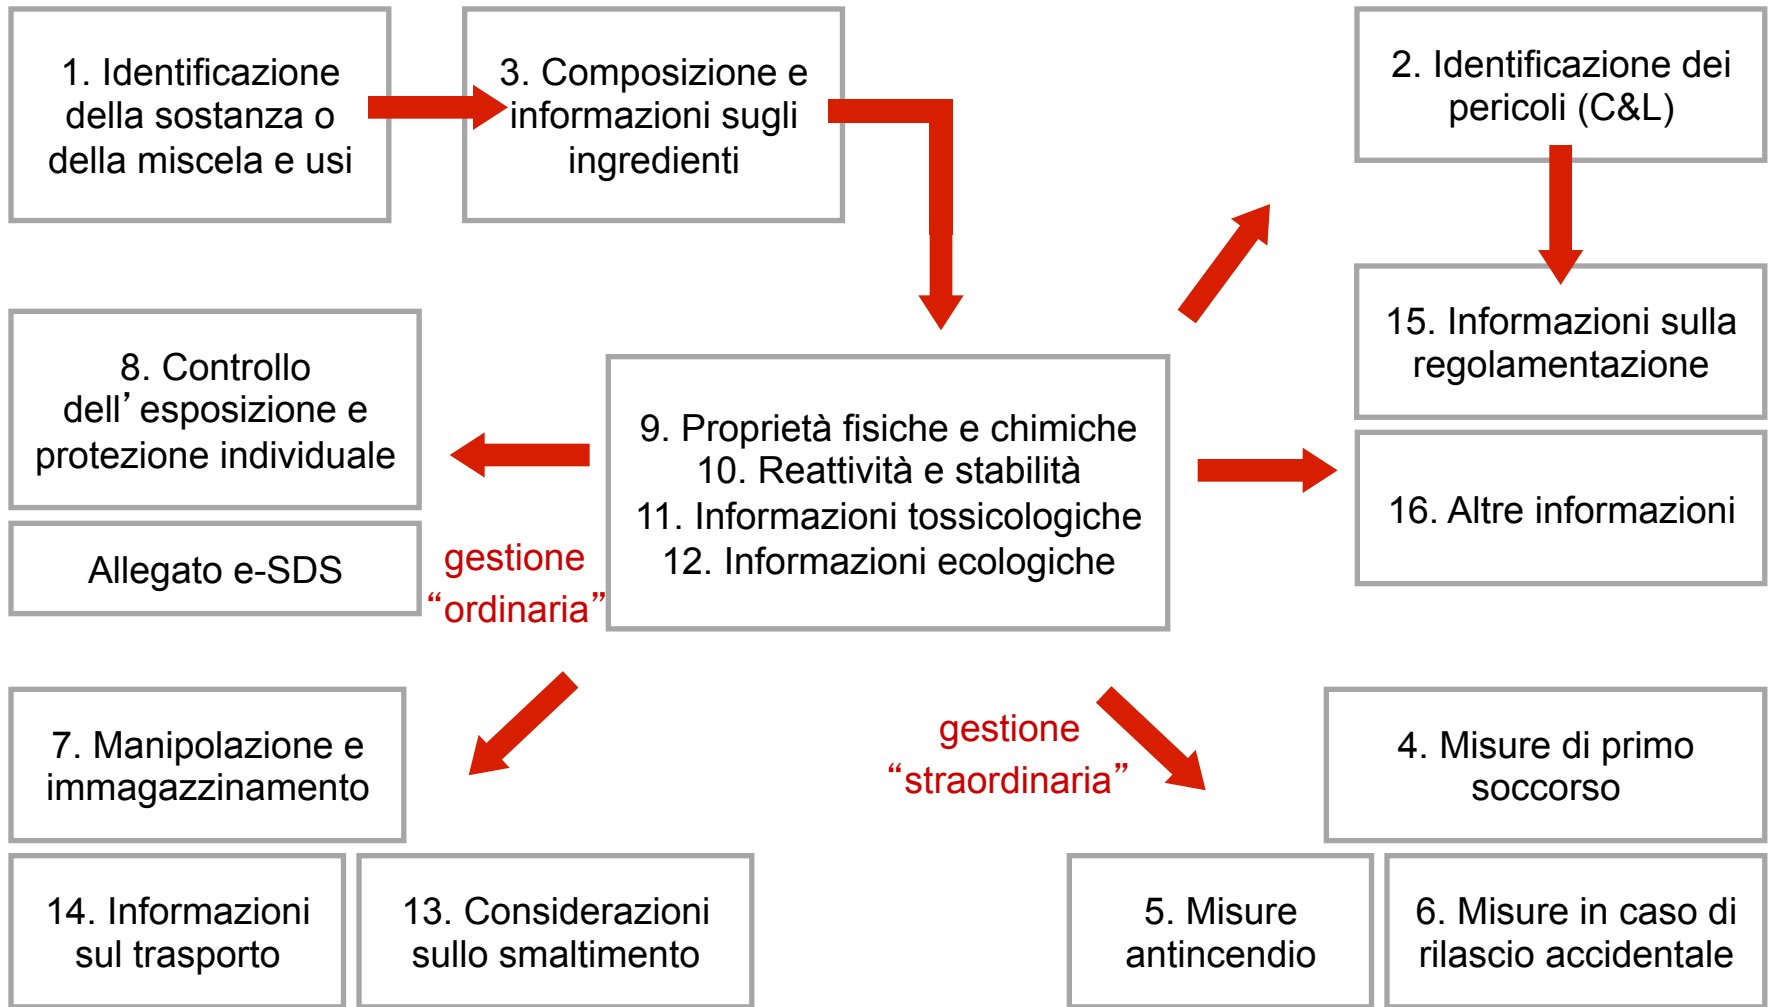 1. Identificazione
della sostanza o
della miscela e usi
3. Composizione e
informazioni sugli
ingredienti
2. Identificazione dei
pericoli (C&L)
15. Informazioni sulla
regolamentazione
16. Altre informazioni
8. Controllo
dell’ esposizione e
protezione individuale
Allegato e-SDS
gestione
“ordinaria”
9. Proprietà fisiche e chimiche
10. Reattività e stabilità
11. Informazioni tossicologiche
12. Informazioni ecologiche
7. Manipolazione e
immagazzinamento
14. Informazioni
sul trasporto
13. Considerazioni
sullo smaltimento
gestione
“straordinaria”
4. Misure di primo
soccorso
5. Misure
antincendio
6. Misure in caso di
rilascio accidentale